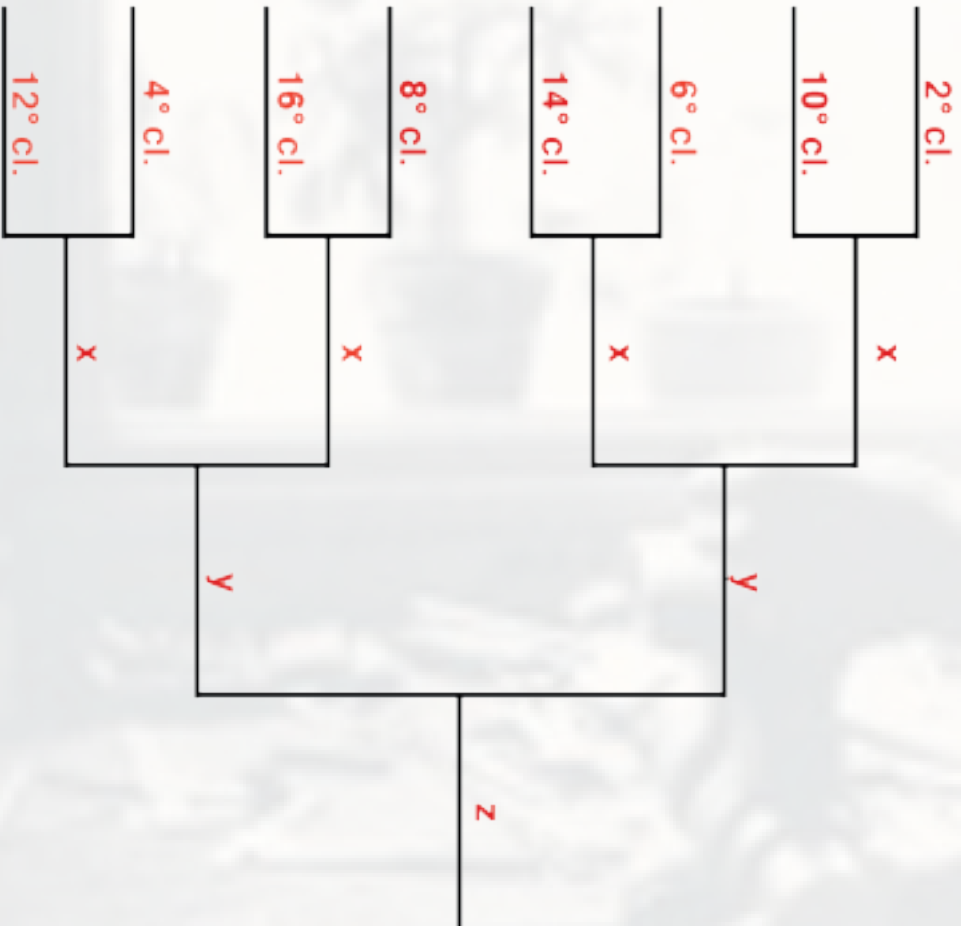 2° cl.
x
10° cl.
y
6° cl.
x
14° cl.
z
8° cl.
x
16° cl.
y
4° cl.
x
12° cl.